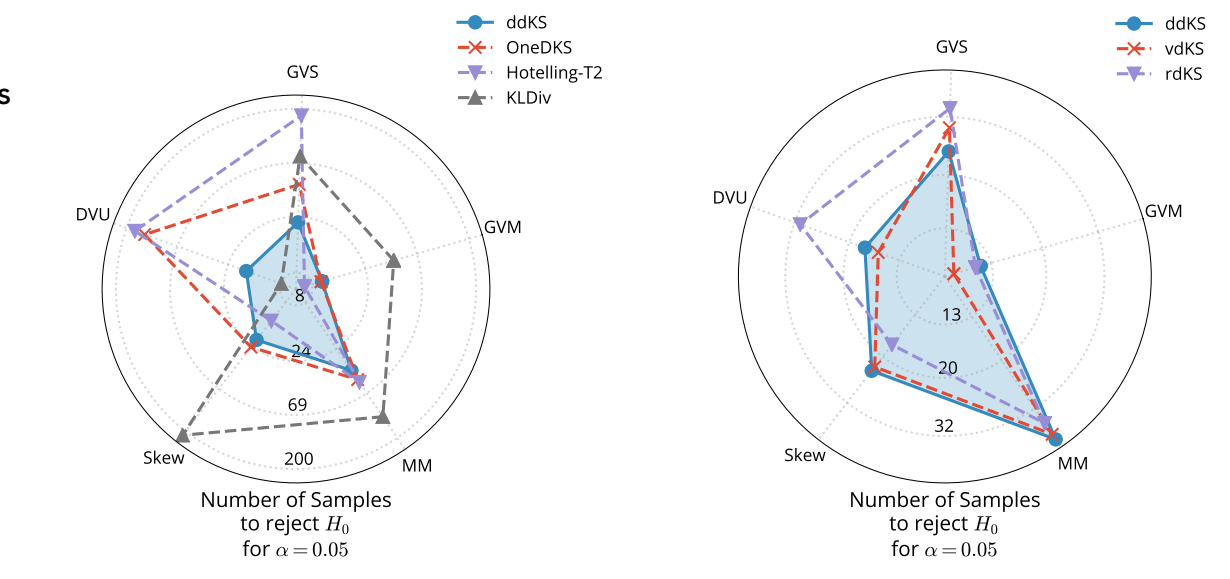 s
ddKS
OneDKS
Hotelling-T2
KLDiv
GVS
DVU
GVM
8
24
69
200
Skew
MM
Number of Samples
to reject H₀
for α = 0.05
ddKS
vdKS
rdKS
GVS
DVU
GVM
13
20
32
Skew
MM
Number of Samples
to reject H₀
for α = 0.05